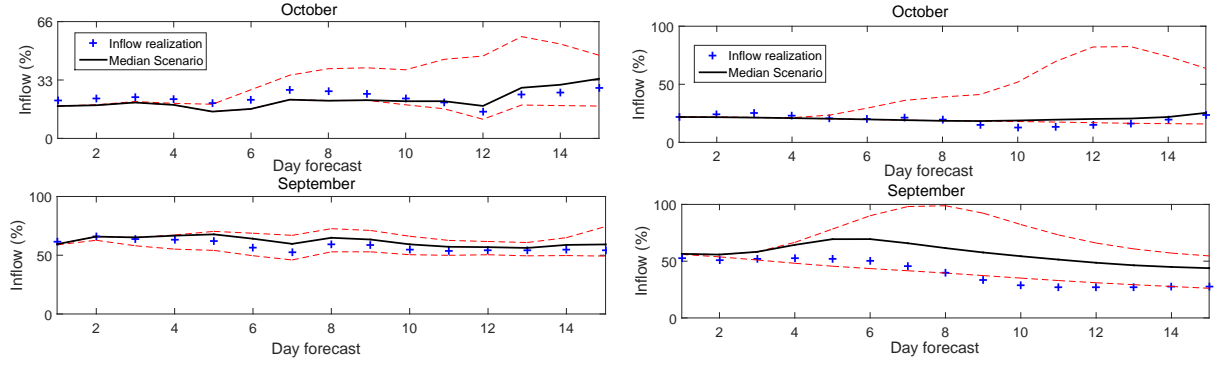 October
66
33
0
Inflow (%)
Inflow realization
Median Scenario
2 4 6 8 10 12 14
Day forecast
September
100
50
0
Inflow (%)
2 4 6 8 10 12 14
Day forecast
October
100
50
0
Inflow (%)
Inflow realization
Median Scenario
2 4 6 8 10 12 14
Day forecast
September
100
50
0
Inflow (%)
2 4 6 8 10 12 14
Day forecast